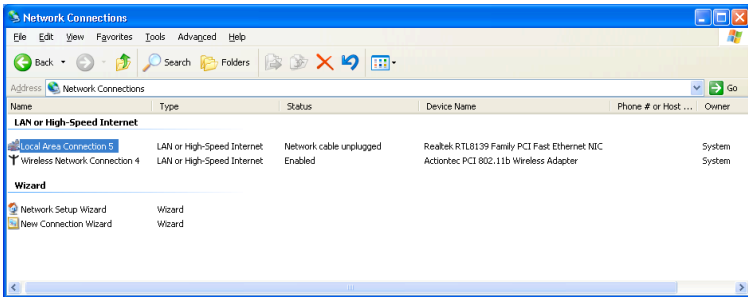 Network Connections
File Edit View Favorites Tools Advanced Help
Back Search Folders
Address Network Connections Go
Name Type Status Device Name Phone # or Host ... Owner
LAN or High-Speed Internet
Local Area Connection 5 LAN or High-Speed Internet Network cable unplugged Realtek RTL8139 Family PCI Fast Ethernet NIC System
Wireless Network Connection 4 LAN or High-Speed Internet Enabled Actiontec PCI 802.11b Wireless Adapter System
Wizard
Network Setup Wizard Wizard
New Connection Wizard Wizard